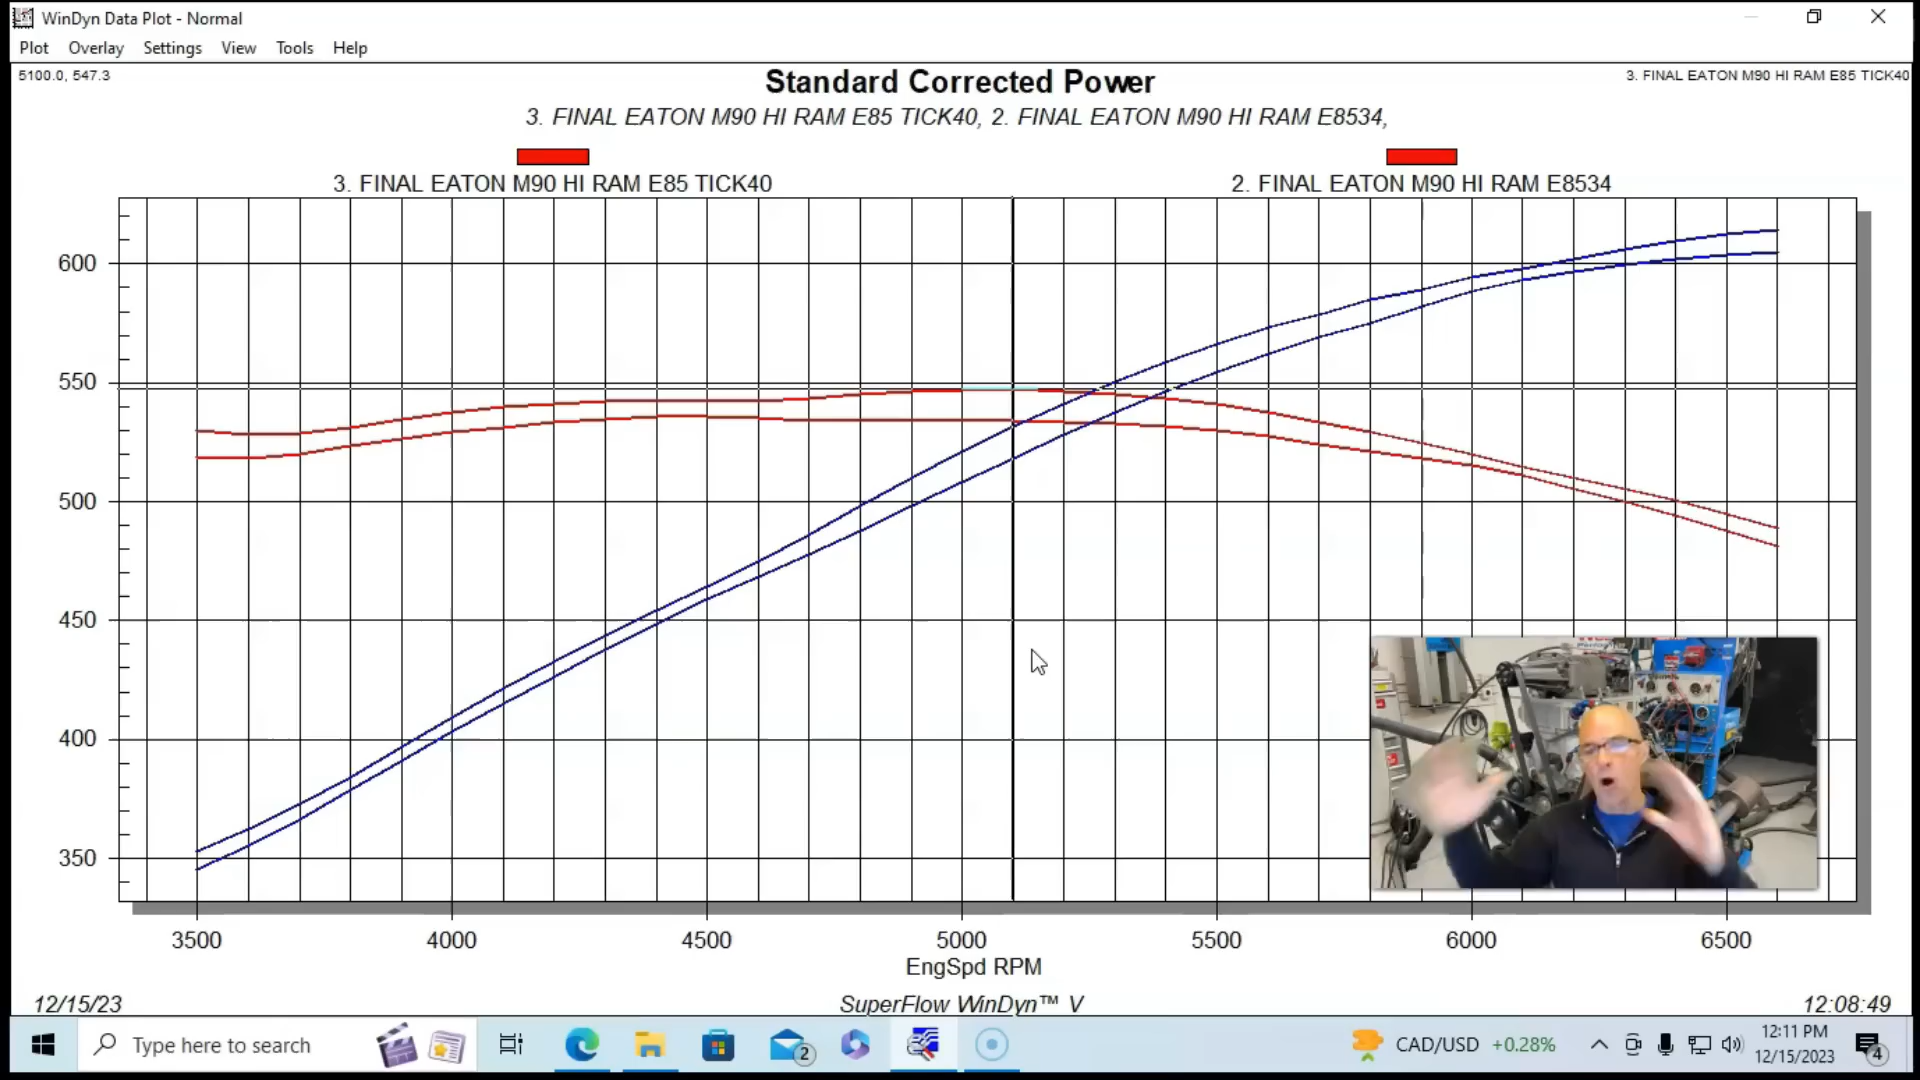 WinDyn Data Plot - Normal
Plot Overlay Settings View Tools Help
5100.0, 547.3
3. FINAL EATON M90 HI RAM E85 TICK40
Standard Corrected Power
3. FINAL EATON M90 HI RAM E85 TICK40, 2. FINAL EATON M90 HI RAM E8534,
3. FINAL EATON M90 HI RAM E85 TICK40
2. FINAL EATON M90 HI RAM E8534
600
550
500
450
400
350
3500 4000 4500 5000 5500 6000 6500
EngSpd RPM
12/15/23
SuperFlow WinDyn™ V
12:08:49
Type here to search
2
CAD/USD +0.28%
12:11 PM
12/15/2023
4